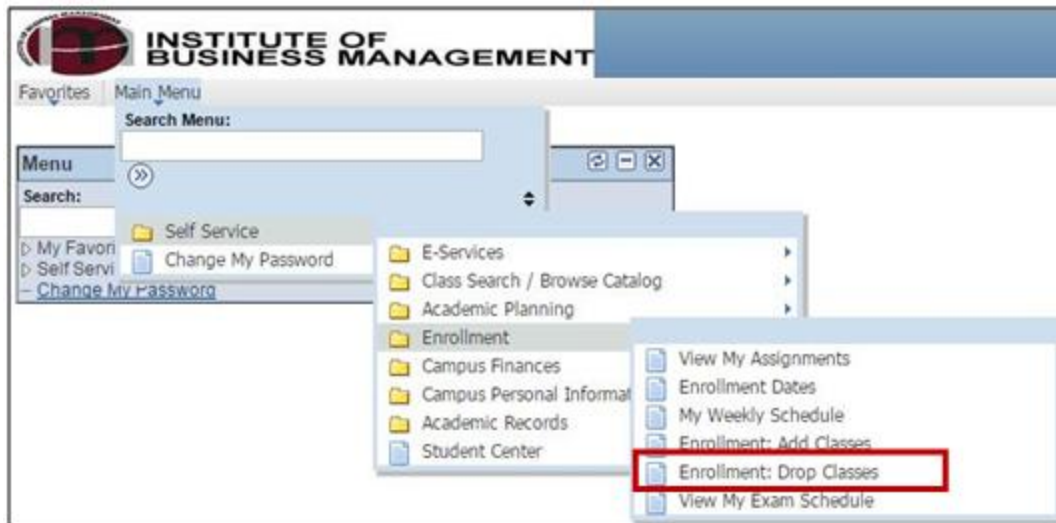 INSTITUTE OF
BUSINESS MANAGEMENT
Favorites Main Menu
Search Menu:
Menu
Search:
Self Service
Change My Password
My Favori
Self Servi
Change My Password
E-Services
Class Search / Browse Catalog
Academic Planning
Enrollment
Campus Finances
Campus Personal Informat
Academic Records
Student Center
View My Assignments
Enrollment Dates
My Weekly Schedule
Enrollment: Add Classes
Enrollment: Drop Classes
View My Exam Schedule